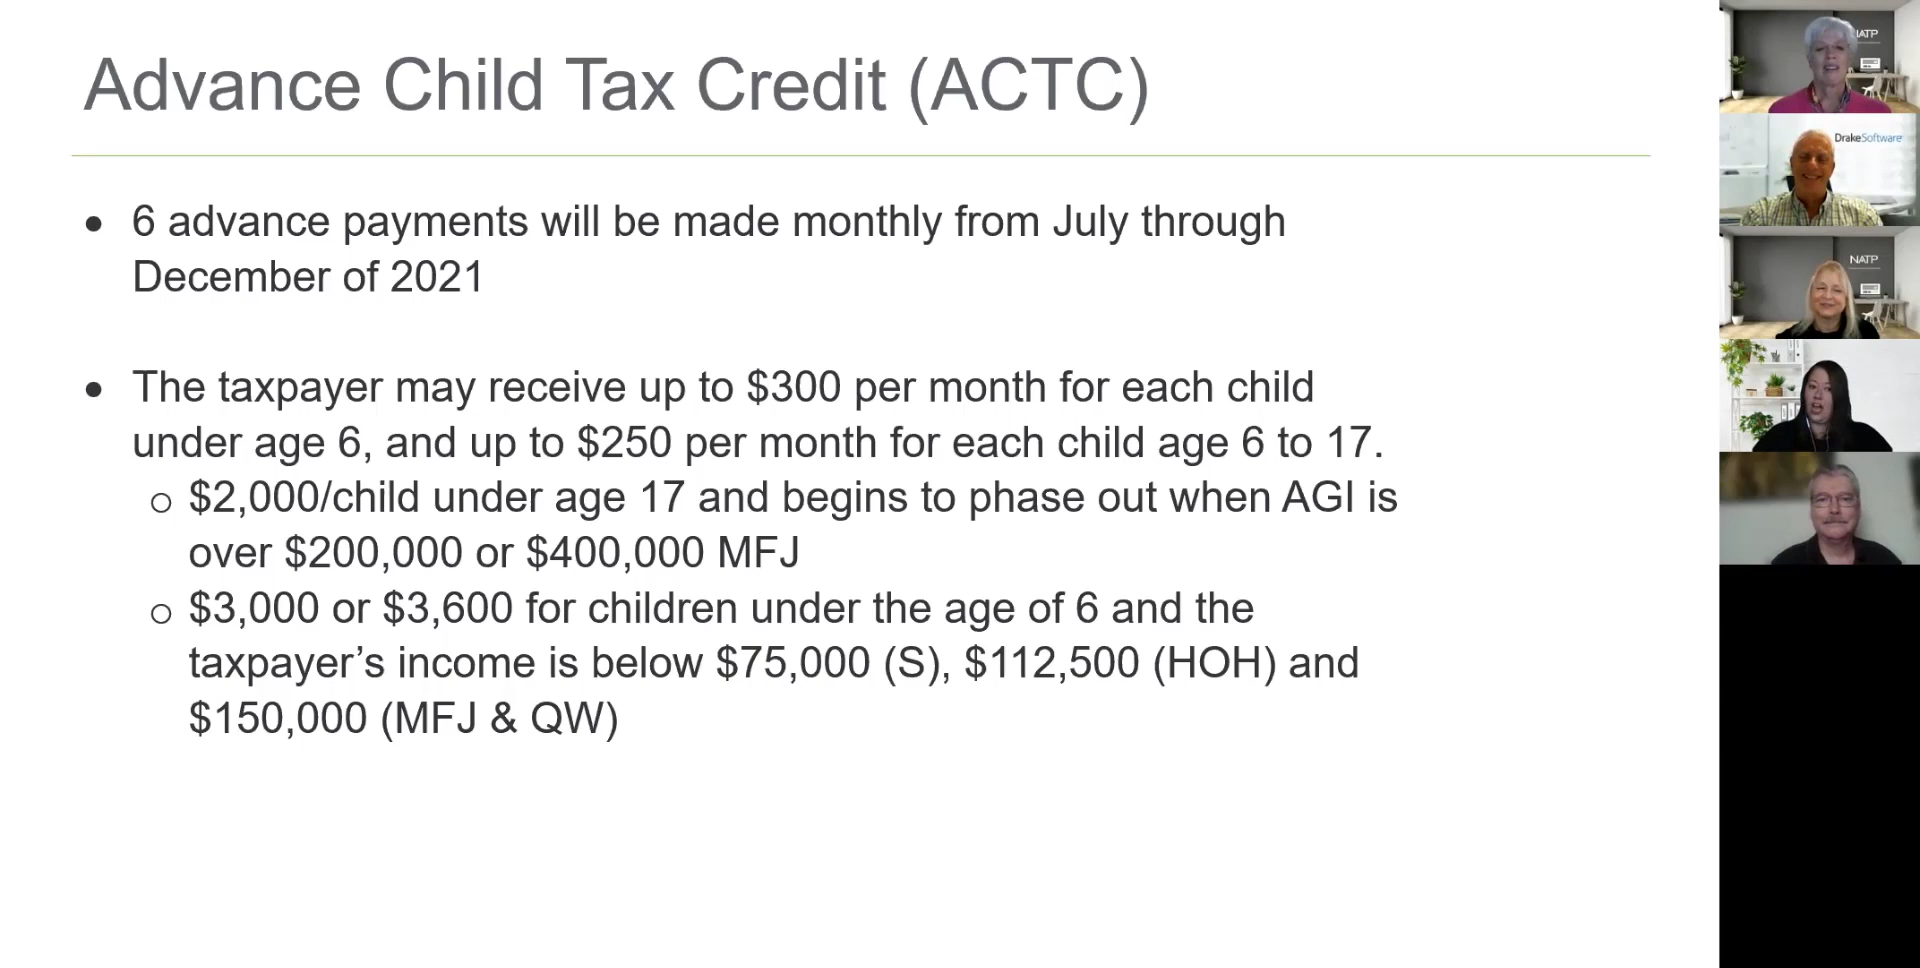 Advance Child Tax Credit (ACTC)
• 6 advance payments will be made monthly from July through
December of 2021
• The taxpayer may receive up to $300 per month for each child
under age 6, and up to $250 per month for each child age 6 to 17.
o $2,000/child under age 17 and begins to phase out when AGI is
over $200,000 or $400,000 MFJ
o $3,000 or $3,600 for children under the age of 6 and the
taxpayer’s income is below $75,000 (S), $112,500 (HOH) and
$150,000 (MFJ & QW)
NATP
DrakeSoftware
NATP